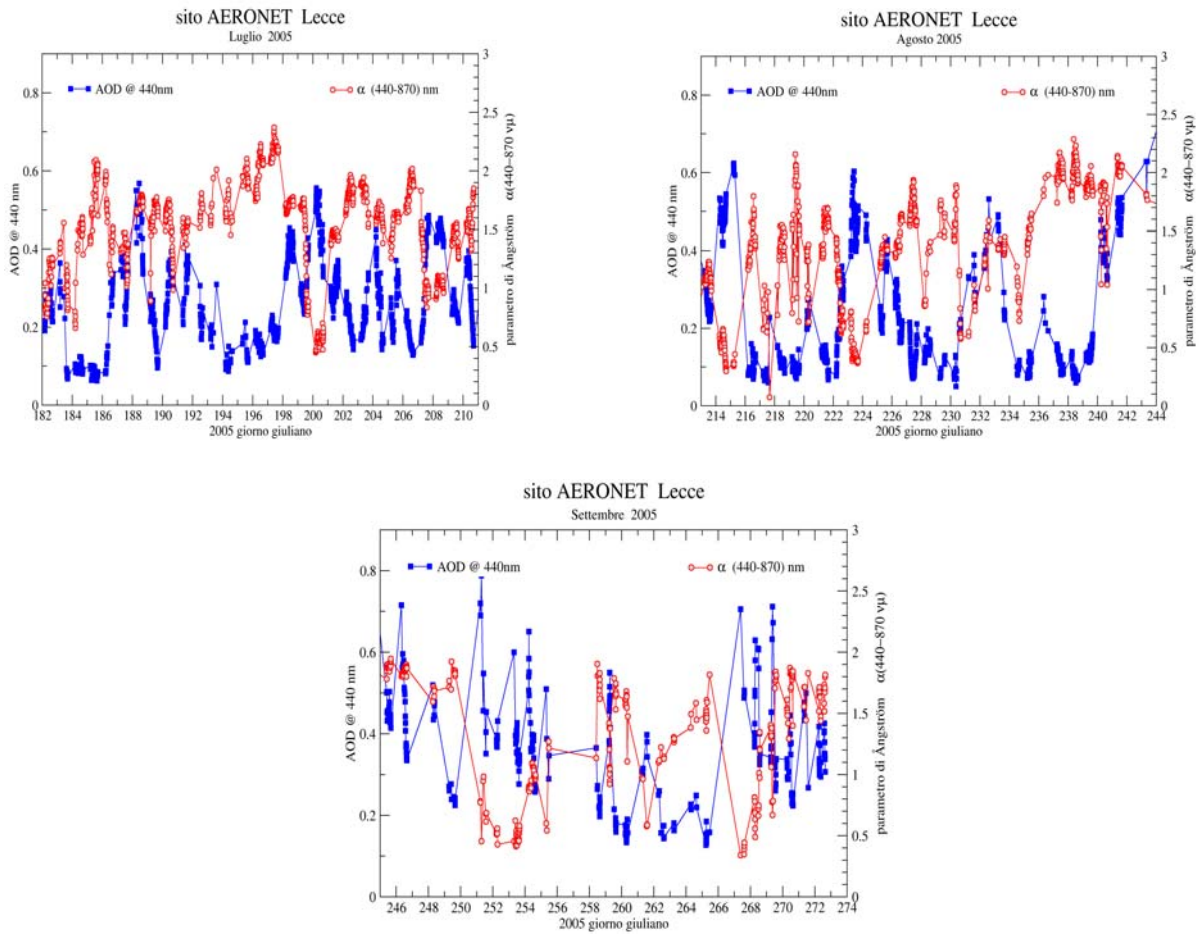 sito AERONET Lecce
Luglio 2005
AOD @ 440nm
α (440-870) nm
AOD @ 440 nm
0
0.2
0.4
0.6
0.8
182 184 186 188 190 192 194 196 198 200 202 204 206 208 210
2005 giorno giuliano
0
0.5
1
1.5
2
2.5
3
parametro di Ångström α(440−870 νμ)
sito AERONET Lecce
Agosto 2005
AOD @ 440nm
α (440-870) nm
AOD @ 440 nm
0
0.2
0.4
0.6
0.8
214 216 218 220 222 224 226 228 230 232 234 236 238 240 242 244
2005 giorno giuliano
0
0.5
1
1.5
2
2.5
3
parametro di Ångström α(440−870 νμ)
sito AERONET Lecce
Settembre 2005
AOD @ 440nm
α (440-870) nm
AOD @ 440 nm
0
0.2
0.4
0.6
0.8
246 248 250 252 254 256 258 260 262 264 266 268 270 272 274
2005 giorno giuliano
0
0.5
1
1.5
2
2.5
3
parametro di Ångström α(440−870 νμ)